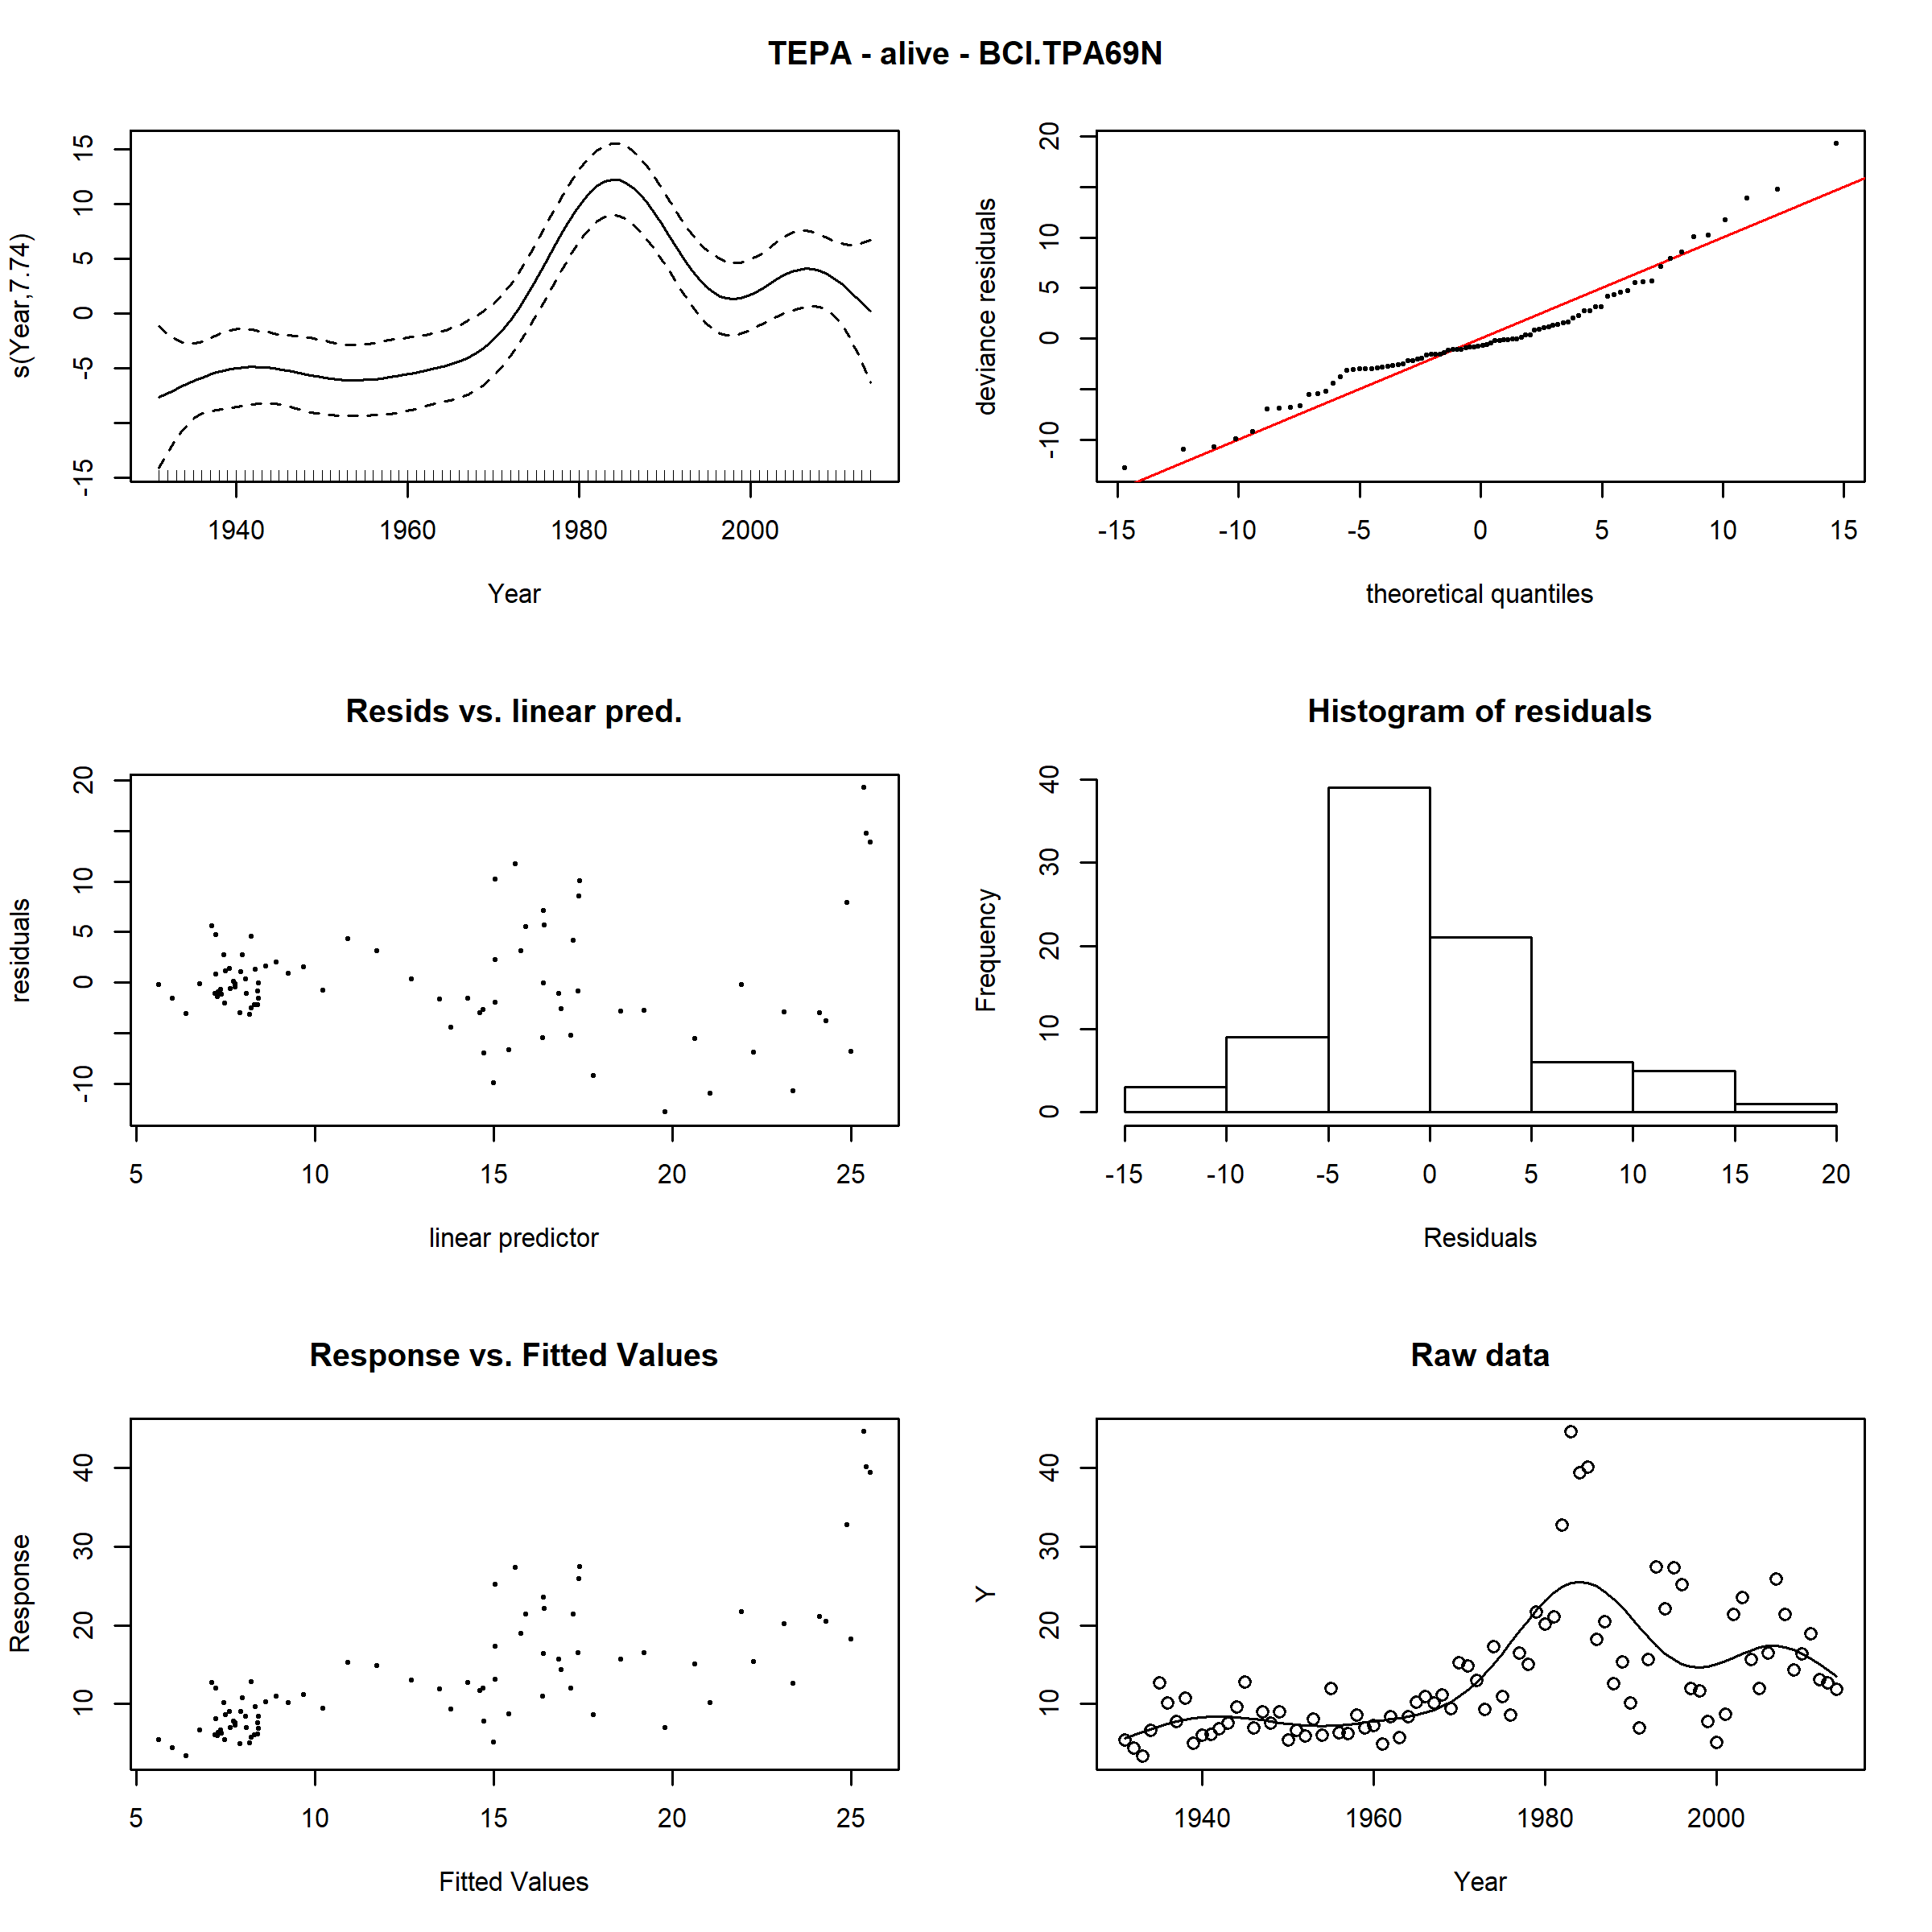 TEPA - alive - BCI.TPA69N
s(Year,7.74)
15
10
5
0
-5
-15
1940 1960 1980 2000
Year
deviance residuals
20
10
5
0
-10
-15 -10 -5 0 5 10 15
theoretical quantiles
Resids vs. linear pred.
residuals
20
10
5
0
-10
5 10 15 20 25
linear predictor
Histogram of residuals
Frequency
40
30
20
10
0
-15 -10 -5 0 5 10 15 20
Residuals
Response vs. Fitted Values
Response
40
30
20
10
5 10 15 20 25
Fitted Values
Raw data
Y
40
30
20
10
1940 1960 1980 2000
Year